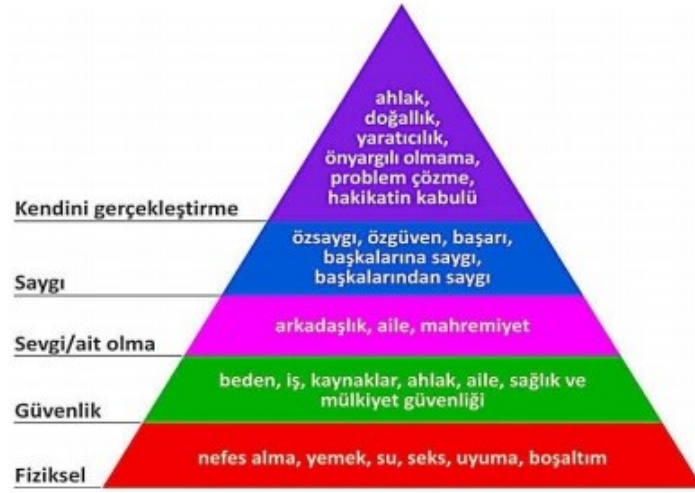 ahlak,
doğallık,
yaratıcılık,
önyargılı olmama,
problem çözme,
hakikatin kabulü
Kendini gerçekleştirme
özsaygı, özgüven, başarı,
başkalarına saygı,
başkalarından saygı
Saygı
arkadaşlık, aile, mahremiyet
Sevgi/ait olma
beden, iş, kaynaklar, ahlak, aile, sağlık ve
mülkiyet güvenliği
Güvenlik
nefes alma, yemek, su, seks, uyuma, boşaltım
Fiziksel